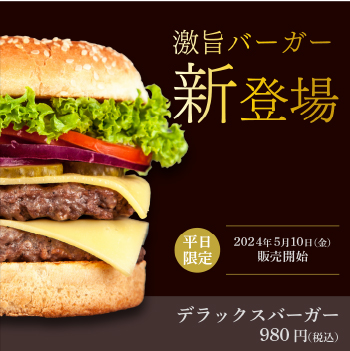 激旨バーガー
新登場
平日
限定
2024年5月10日(金)
販売開始
デラックスバーガー
980円(税込)